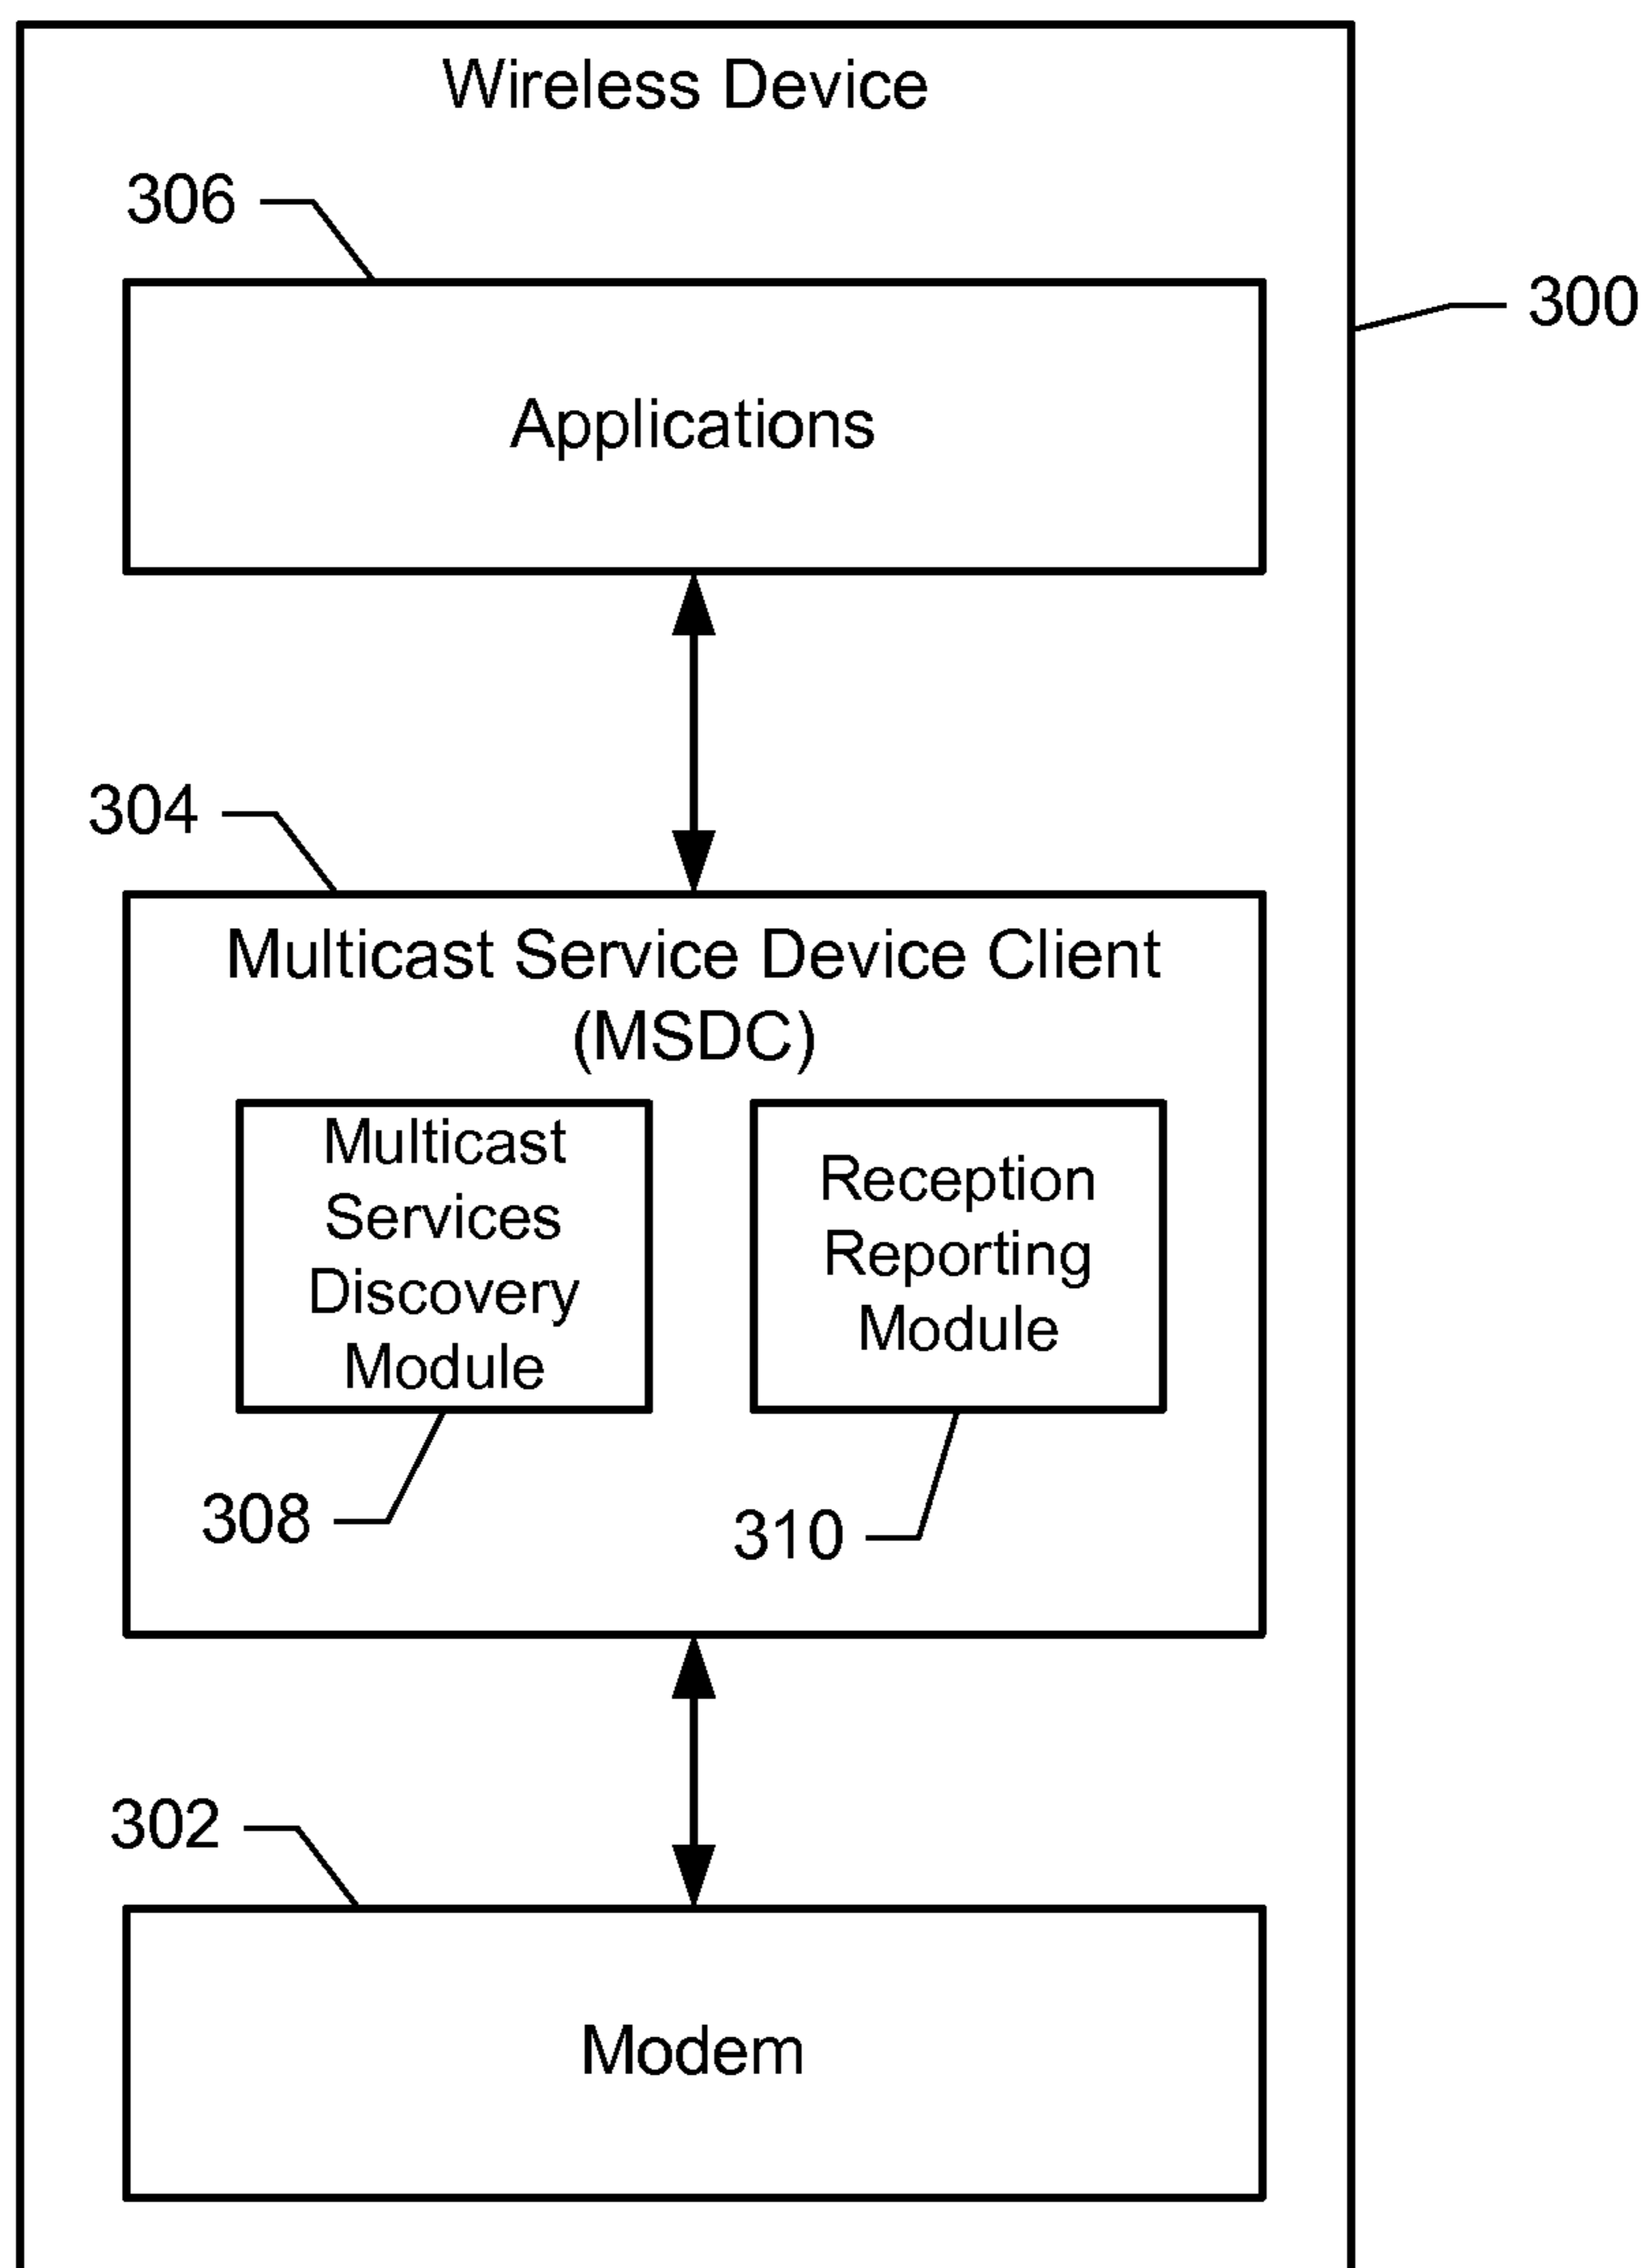 Wireless Device
306
300
Applications
304
Multicast Service Device Client
(MSDC)
Multicast
Services
Discovery
Module
Reception
Reporting
Module
308
310
302
Modem